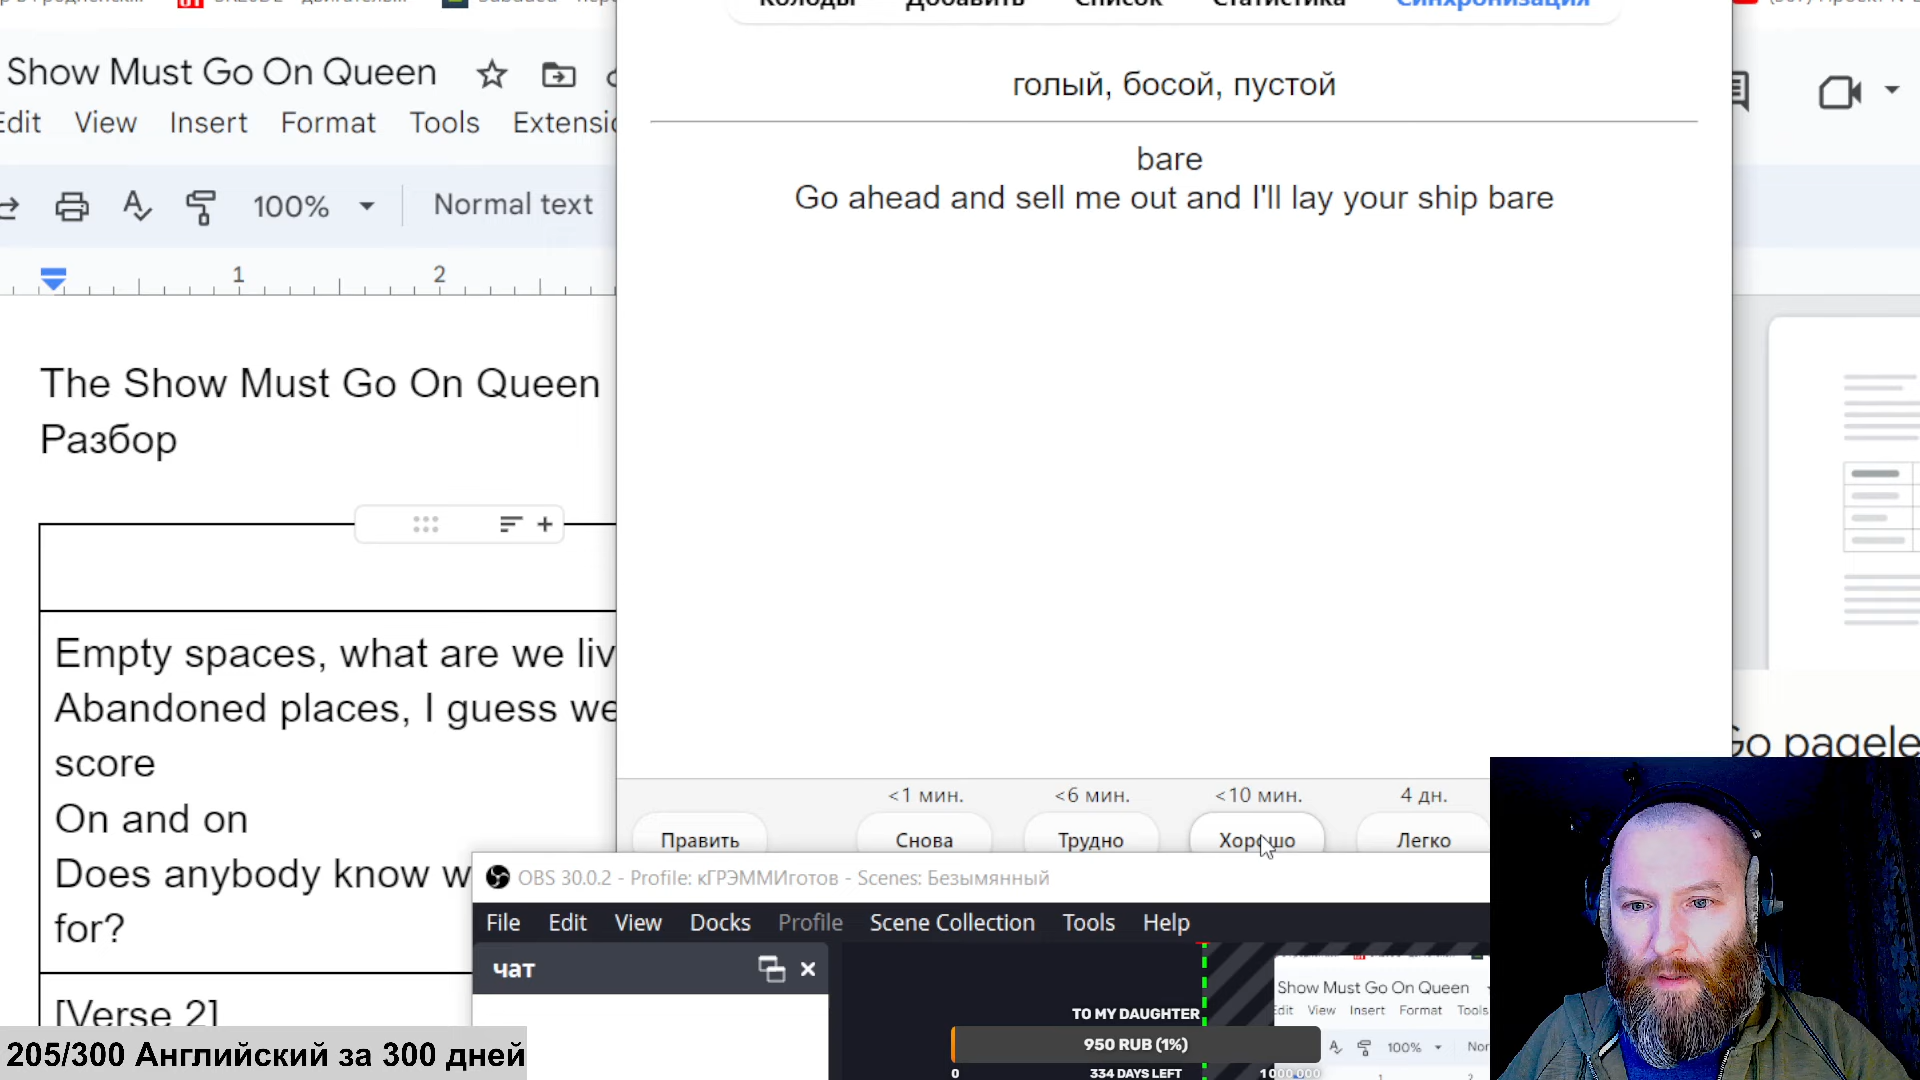 Колоды Добавить Список Статистика Синхронизация
Show Must Go On Queen
Edit View Insert Format Tools
100% Normal text
1 2
голый, босой, пустой
bare
Go ahead and sell me out and I'll lay your ship bare
The Show Must Go On Queen
Разбор
Empty spaces, what are we
Abandoned places, I guess we
score
On and on
Does anybody know
for?
[Verse 2]
<1 мин. <6 мин. <10 мин. 4 дн.
Править Снова Трудно Хорошо Легко
OBS 30.0.2 - Profile: кГРЭММИготов - Scenes: Безымянный
File Edit View Docks Profile Scene Collection Tools Help
чат
Show Must Go On Queen
Edit View Insert Format Tools
100%
TO MY DAUGHTER
950 RUB (1%)
0 334 DAYS LEFT 1 000 000
205/300 Английский за 300 дней